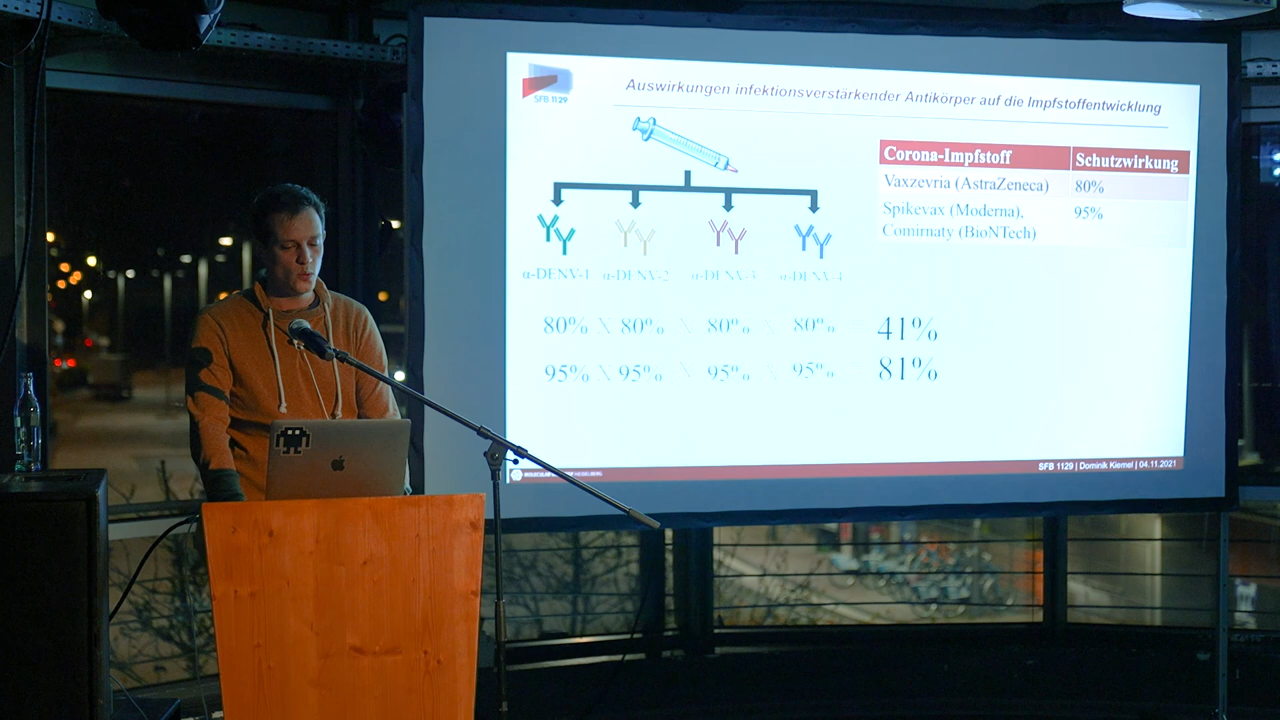 SFB 1129
Auswirkungen infektionsverstärkender Antikörper auf die Impfstoffentwicklung
Corona-Impfstoff Schutzwirkung
Vaxzevria (AstraZeneca) 80%
Spikevax (Moderna), 95%
Comirnaty (BioNTech)
α-DENV-1 α-DENV-2 α-DENV-3 α-DENV-4
80% X 80% X 80% X 80% = 41%
95% X 95% X 95% X 95% = 81%
SFB 1129 | Dominik Kiemel | 04.11.2021